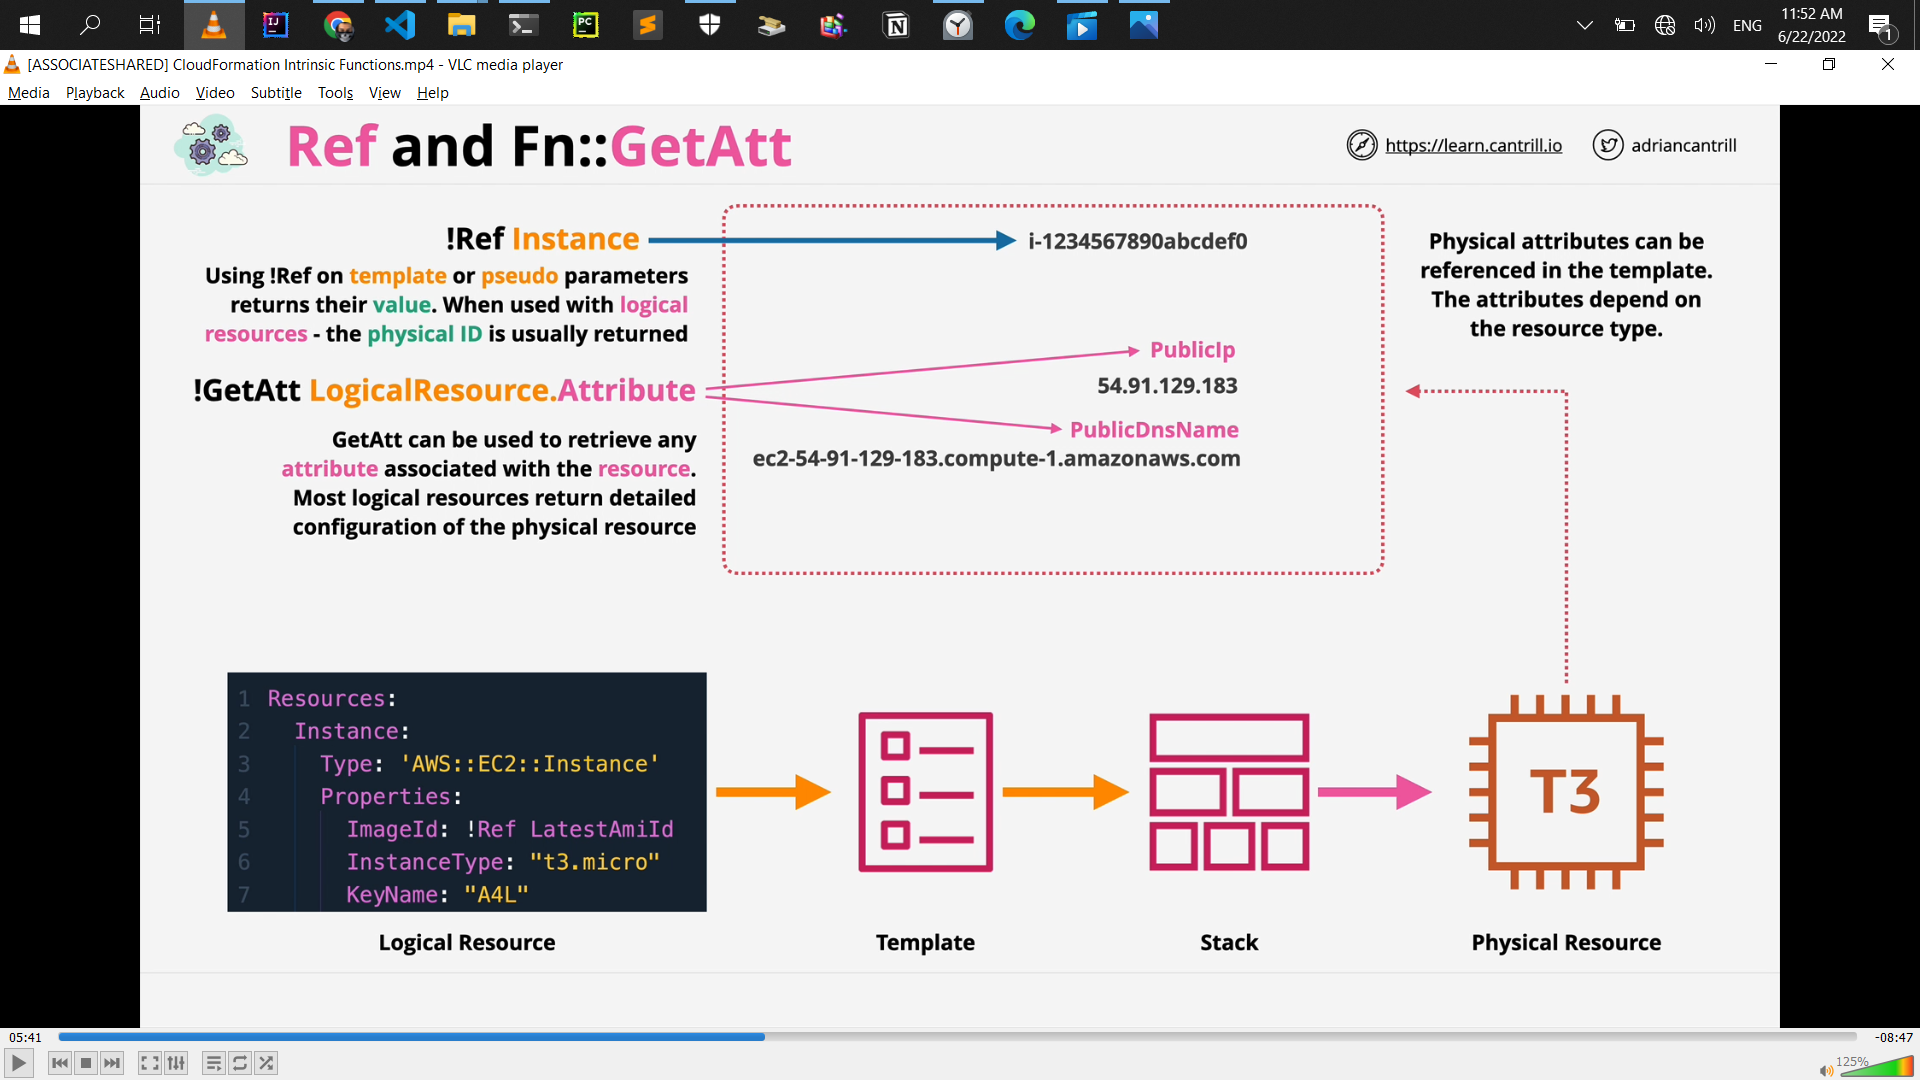 ENG
11:52 AM
6/22/2022
1
[ASSOCIATESHARED] CloudFormation Intrinsic Functions.mp4 - VLC media player
Media Playback Audio Video Subtitle Tools View Help
Ref and Fn::GetAtt
https://learn.cantrill.io
adriancantrill
!Ref Instance
i-1234567890abcdef0
Using !Ref on template or pseudo parameters
returns their value. When used with logical
resources - the physical ID is usually returned
Physical attributes can be
referenced in the template.
The attributes depend on
the resource type.
!GetAtt LogicalResource.Attribute
PublicIp
54.91.129.183
PublicDnsName
ec2-54-91-129-183.compute-1.amazonaws.com
GetAtt can be used to retrieve any
attribute associated with the resource.
Most logical resources return detailed
configuration of the physical resource
1 Resources:
2 Instance:
3 Type: 'AWS::EC2::Instance'
4 Properties:
5 ImageId: !Ref LatestAmiId
6 InstanceType: "t3.micro"
7 KeyName: "A4L"
T3
Logical Resource
Template
Stack
Physical Resource
05:41
-08:47
125%